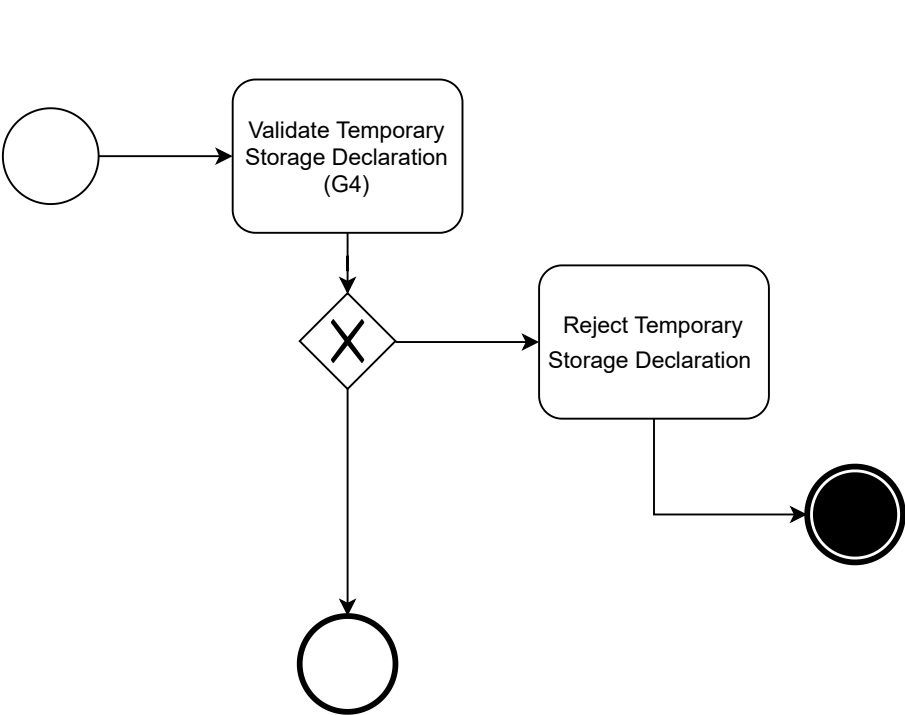 Validate Temporary
Storage Declaration
(G4)
Reject Temporary
Storage Declaration